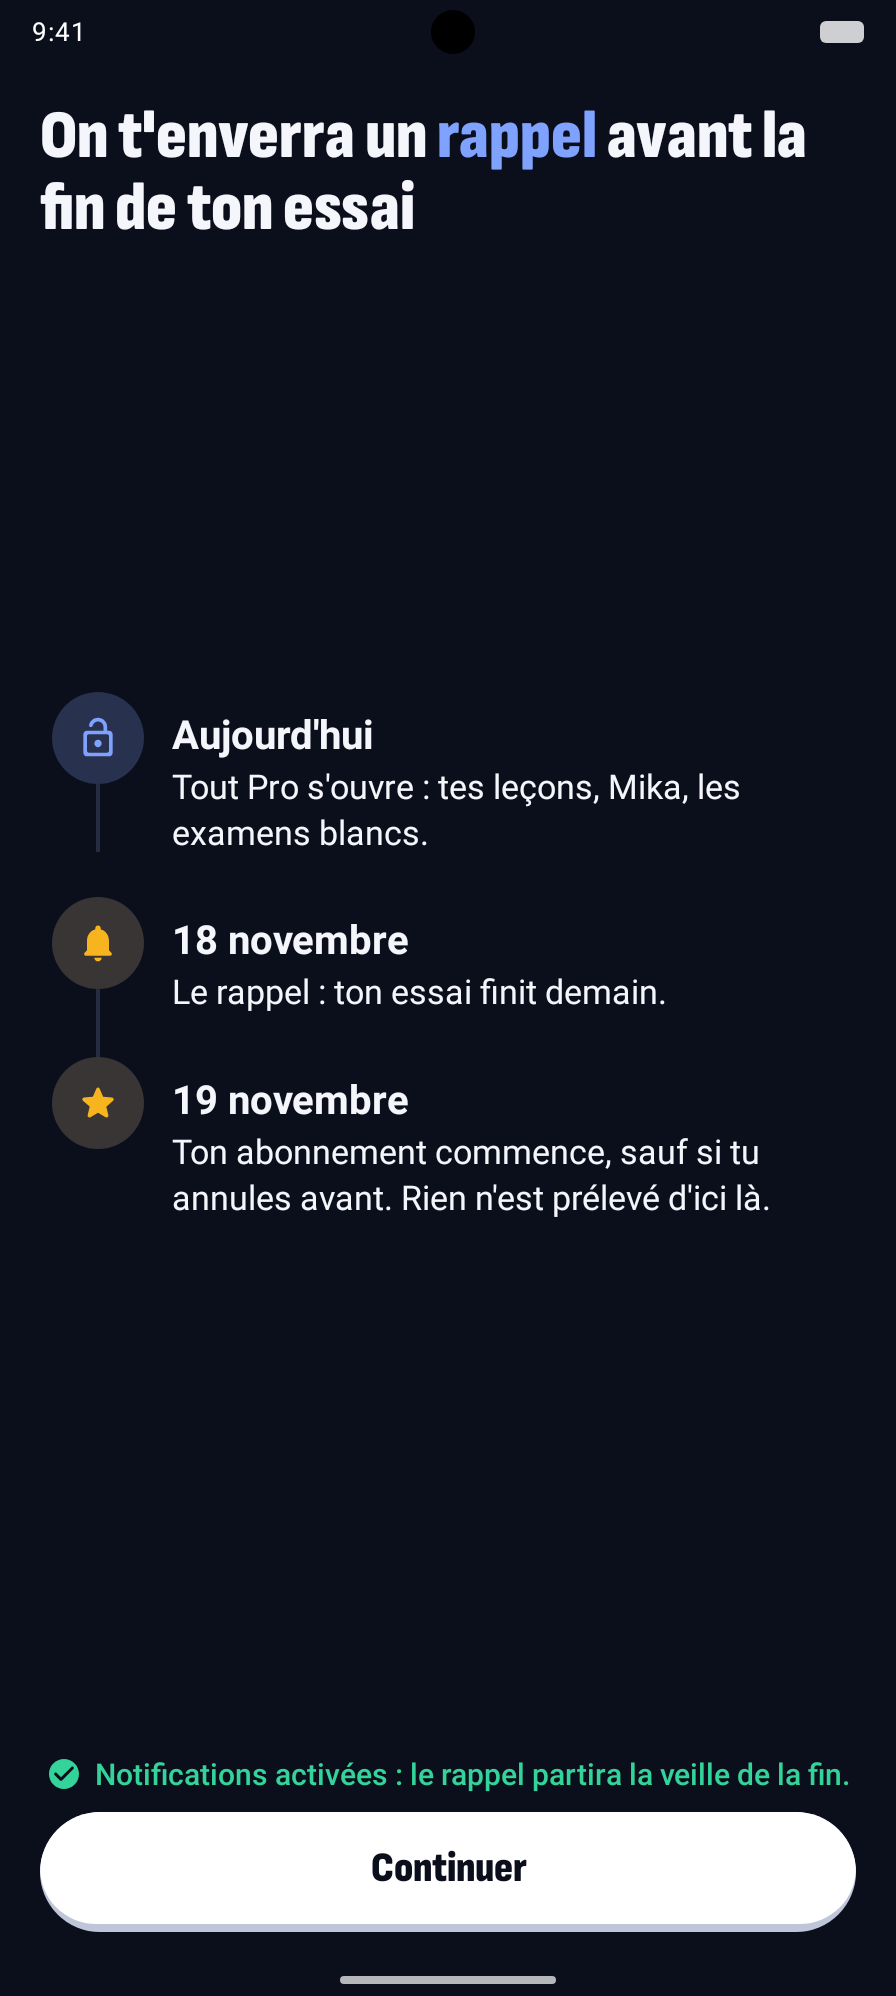 9:41
On t'enverra un rappel avant la
fin de ton essai
Aujourd'hui
Tout Pro s'ouvre : tes leçons, Mika, les
examens blancs.
18 novembre
Le rappel : ton essai finit demain.
19 novembre
Ton abonnement commence, sauf si tu
annules avant. Rien n'est prélevé d'ici là.
Notifications activées : le rappel partira la veille de la fin.
Continuer